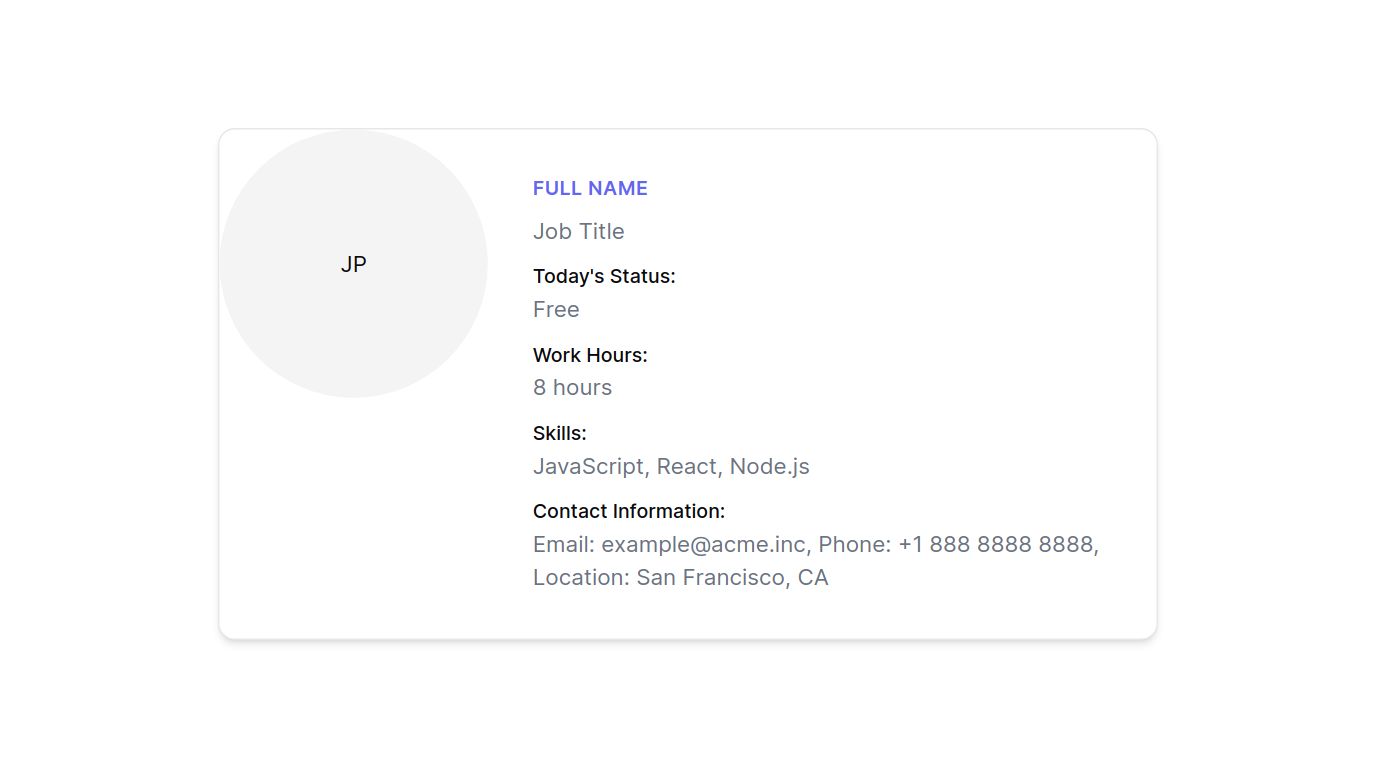 JP
FULL NAME
Job Title
Today's Status:
Free
Work Hours:
8 hours
Skills:
JavaScript, React, Node.js
Contact Information:
Email: example@acme.inc, Phone: +1 888 8888 8888,
Location: San Francisco, CA